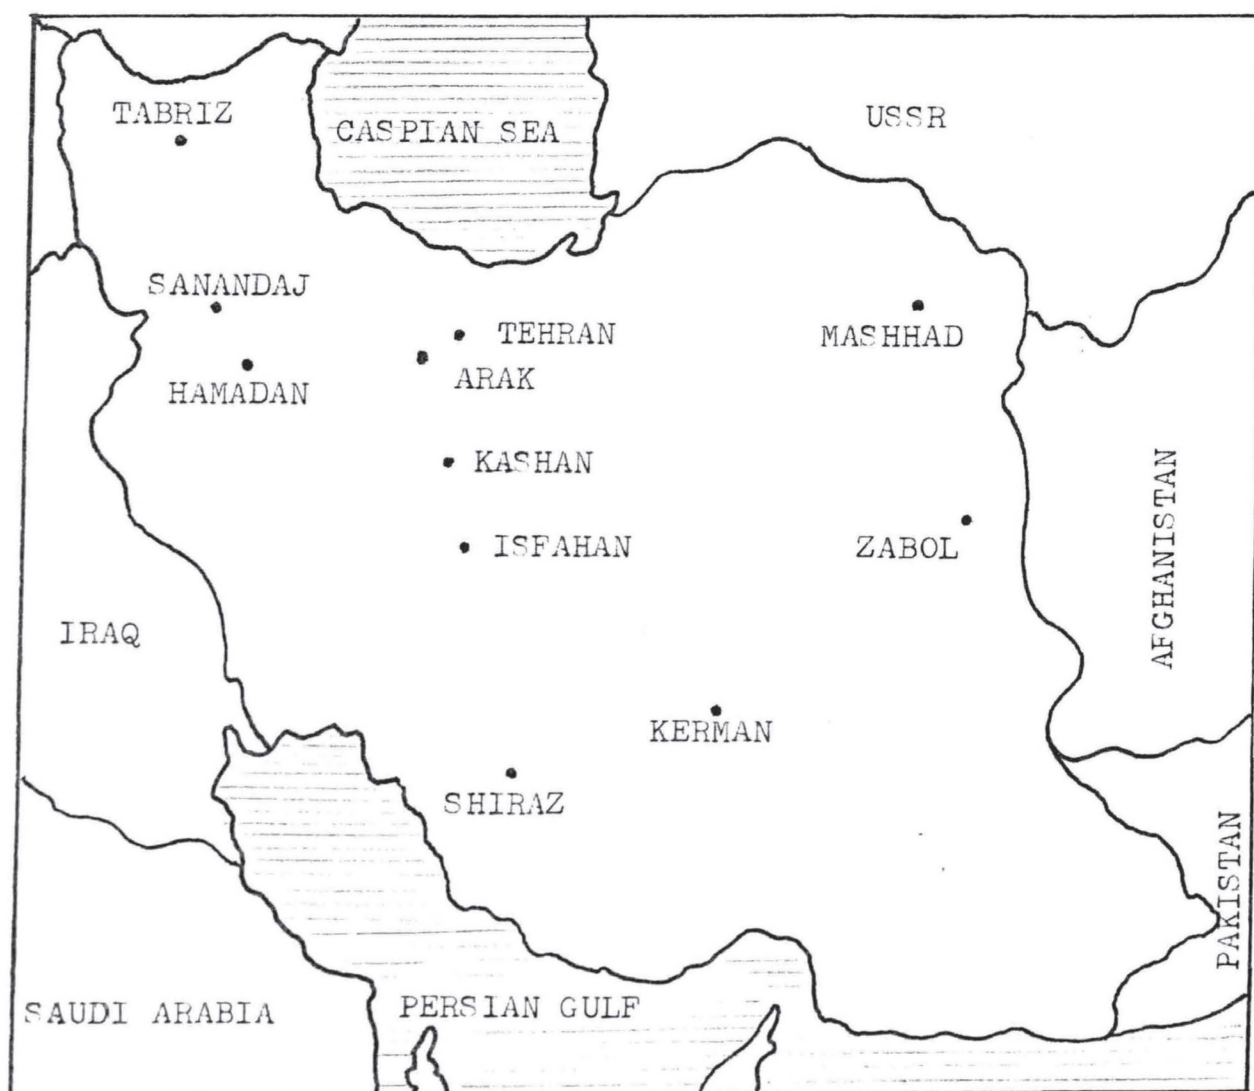 TABRIZ
CASPIAN SEA
USSR
SANANDAJ
TEHRAN
MASHHAD
ARAK
HAMADAN
KASHAN
ISFAHAN
ZABOL
AFGHANISTAN
IRAQ
KERMAN
SHIRAZ
PAKISTAN
SAUDI ARABIA
PERSIAN GULF